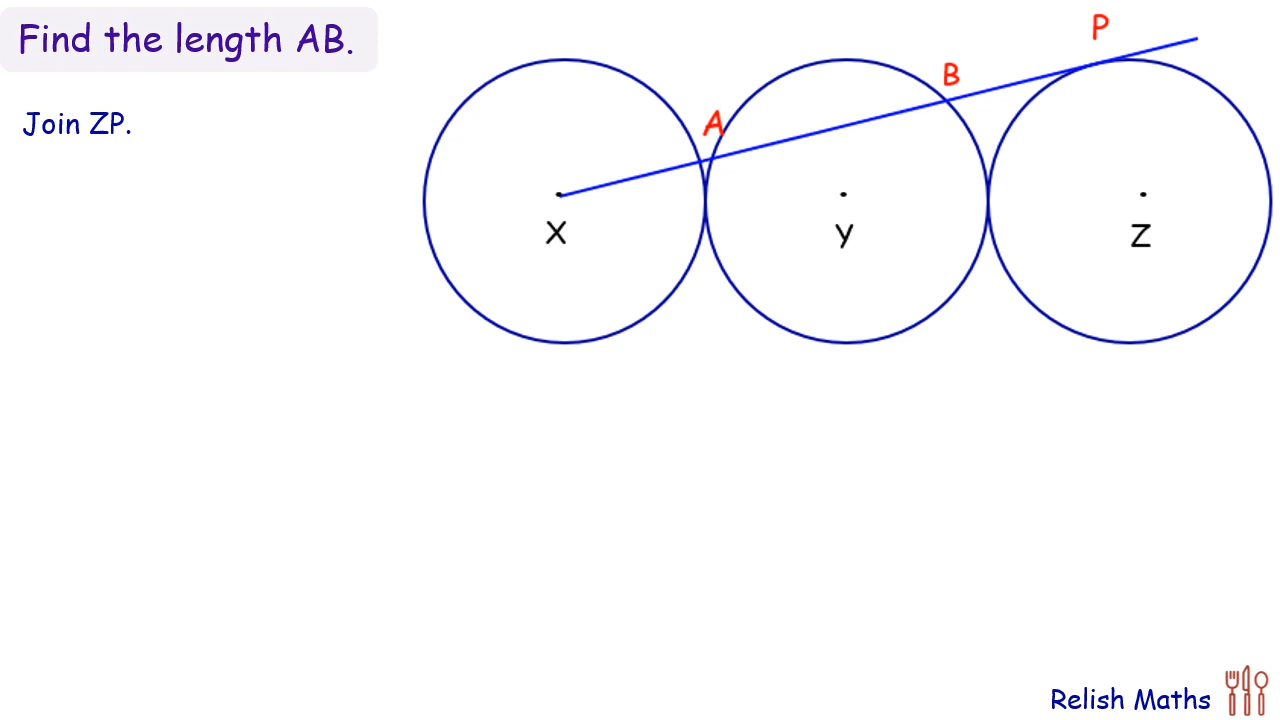 Find the length AB.
Join ZP.
P
B
A
X
Y
Z
Relish Maths